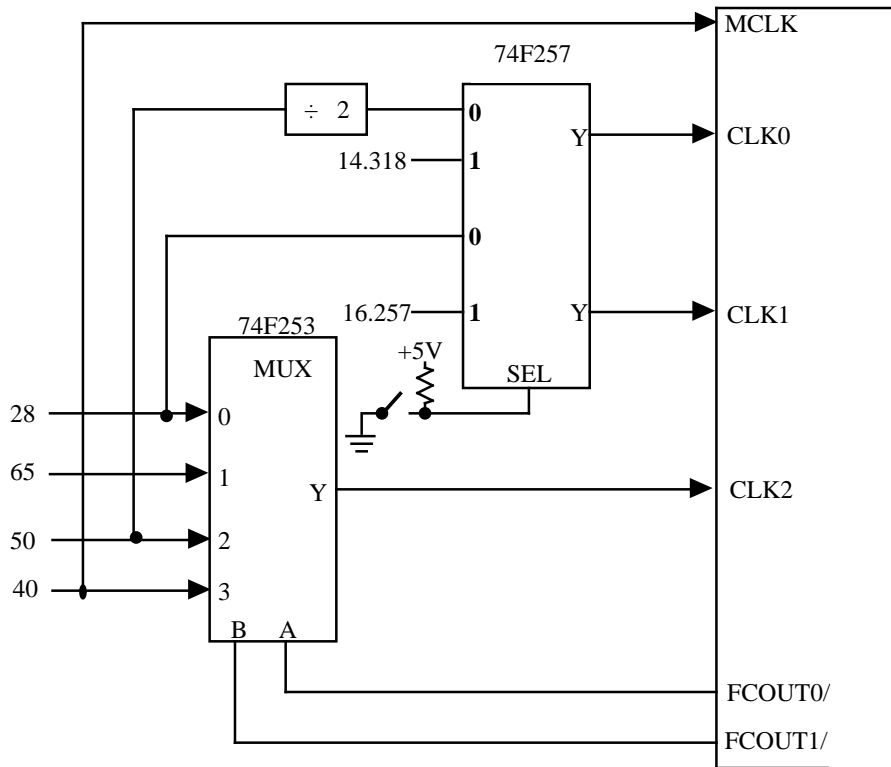 MCLK
74F257
÷ 2
0
Y
CLK0
14.318
1
0
16.257
1
Y
CLK1
74F253
+5V
SEL
MUX
28
0
65
1
Y
CLK2
50
2
40
3
B A
FCOUT0/
FCOUT1/